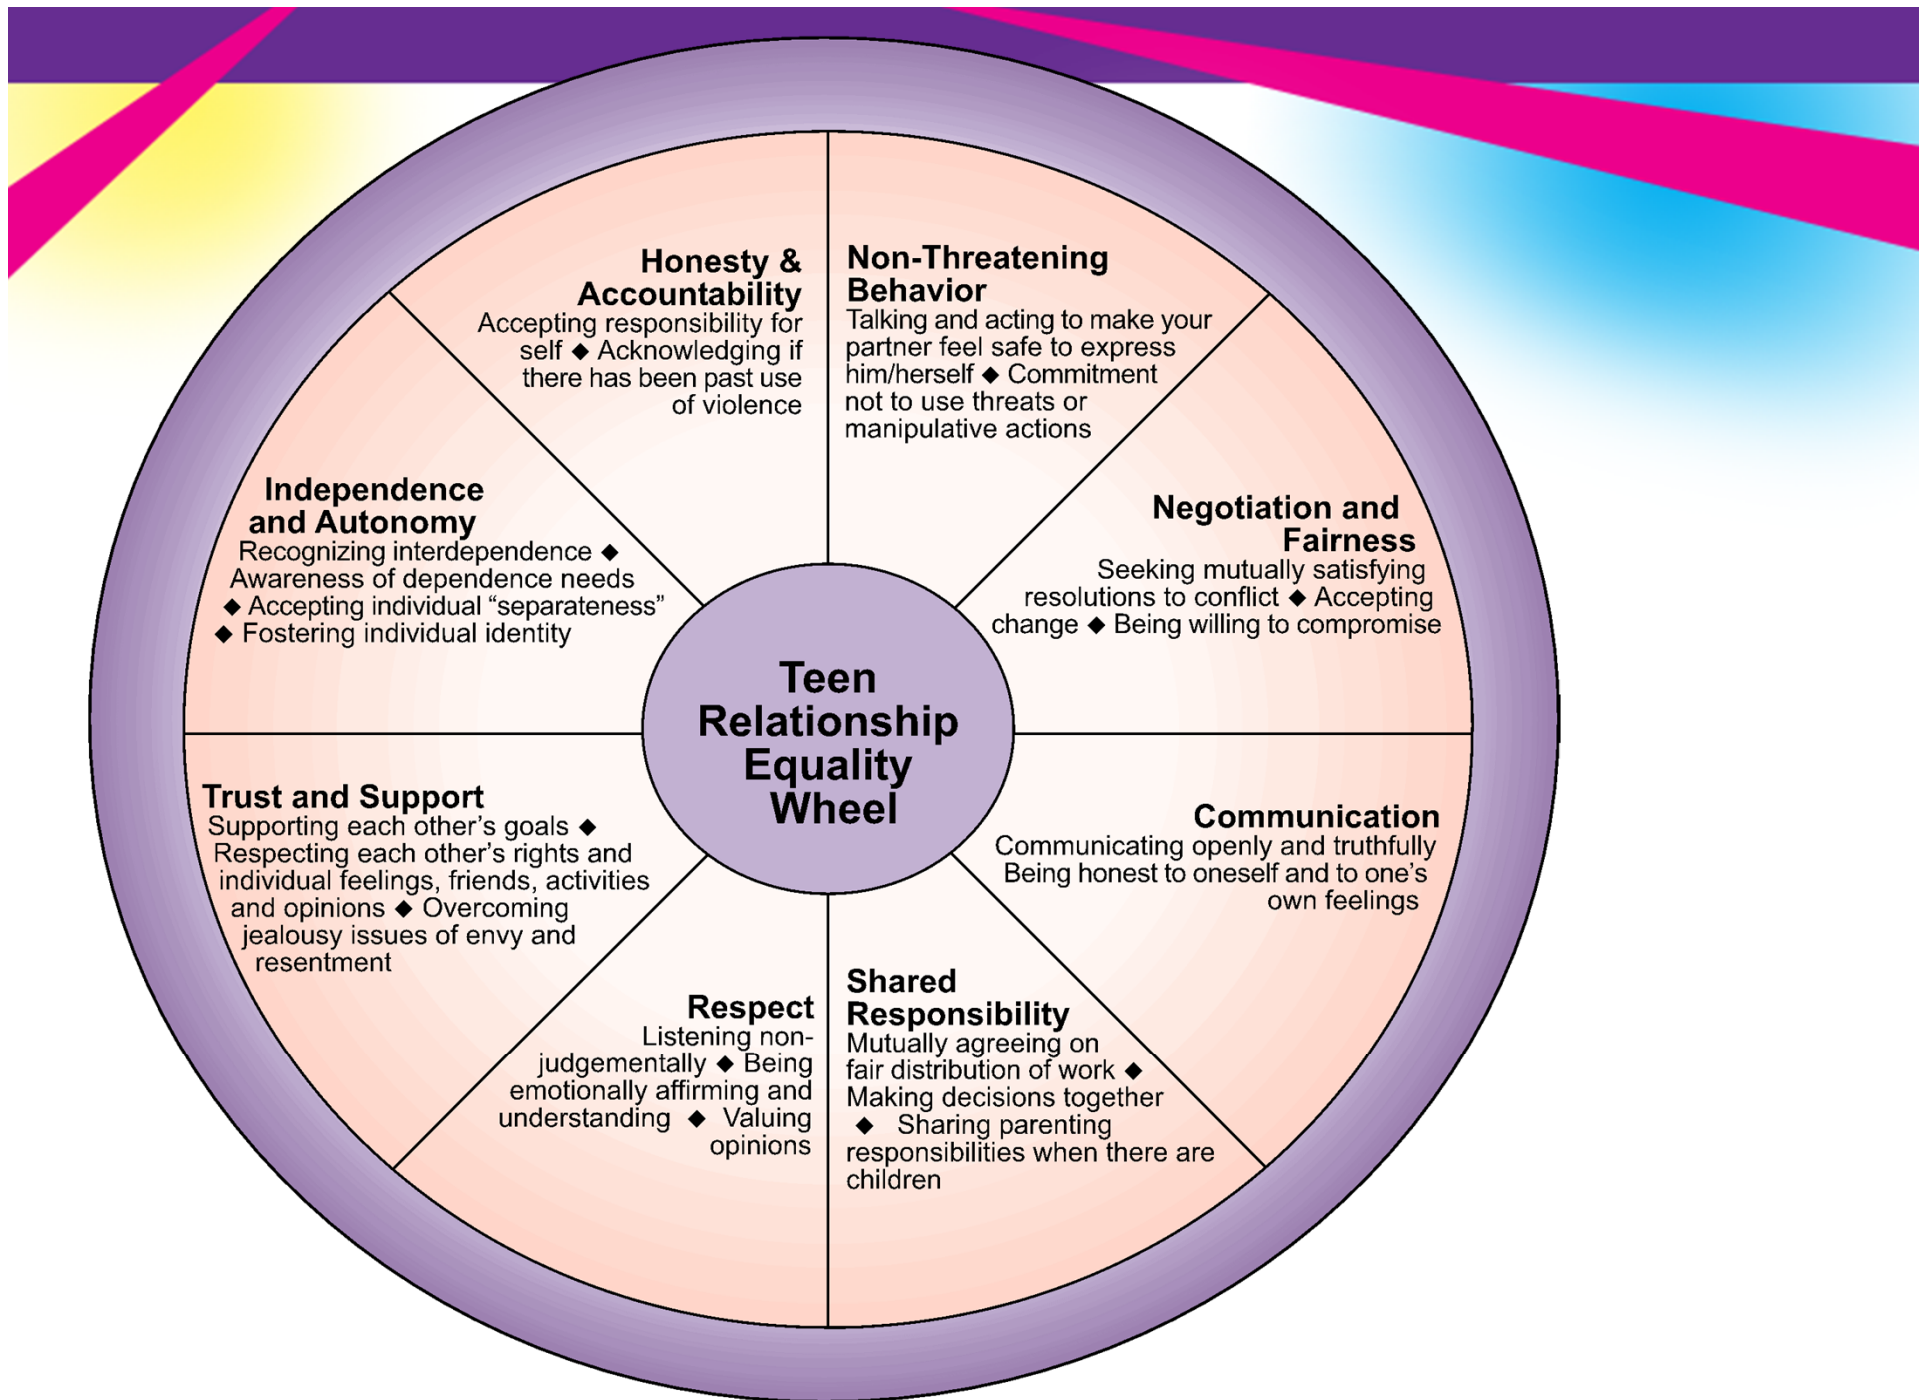 Honesty &
Accountability
Accepting responsibility for
self ◆ Acknowledging if
there has been past use
of violence
Non-Threatening
Behavior
Talking and acting to make your
partner feel safe to express
him/herself ◆ Commitment
not to use threats or
manipulative actions
Negotiation and
Fairness
Seeking mutually satisfying
resolutions to conflict ◆ Accepting
change ◆ Being willing to compromise
Communication
Communicating openly and truthfully
Being honest to oneself and to one’s
own feelings
Shared
Responsibility
Mutually agreeing on
fair distribution of work ◆
Making decisions together
◆ Sharing parenting
responsibilities when there are
children
Respect
Listening non-
judgementally ◆ Being
emotionally affirming and
understanding ◆ Valuing
opinions
Trust and Support
Supporting each other’s goals ◆
Respecting each other’s rights and
individual feelings, friends, activities
and opinions ◆ Overcoming
jealousy issues of envy and
resentment
Independence
and Autonomy
Recognizing interdependence ◆
Awareness of dependence needs
◆ Accepting individual “separateness”
◆ Fostering individual identity
Teen
Relationship
Equality
Wheel